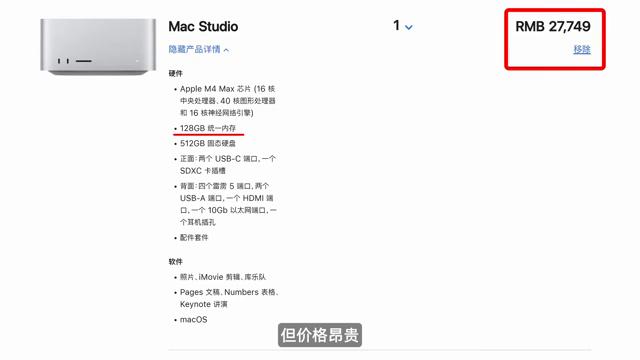 Mac Studio
1
RMB 27,749
隐藏产品详情
移除
硬件
• Apple M4 Max 芯片 (16 核
中央处理器、40 核图形处理器
和 16 核神经网络引擎)
• 128GB 统一内存
• 512GB 固态硬盘
• 正面：两个 USB-C 端口，一个
SDXC 卡插槽
• 背面：四个雷雳 5 端口，两个
USB-A 端口，一个 HDMI 端
口，一个 10Gb 以太网端口，一
个耳机插孔
• 配件套件
软件
• 照片、iMovie 剪辑、库乐队
• Pages 文稿、Numbers 表格、
Keynote 讲演
• macOS
但价格昂贵